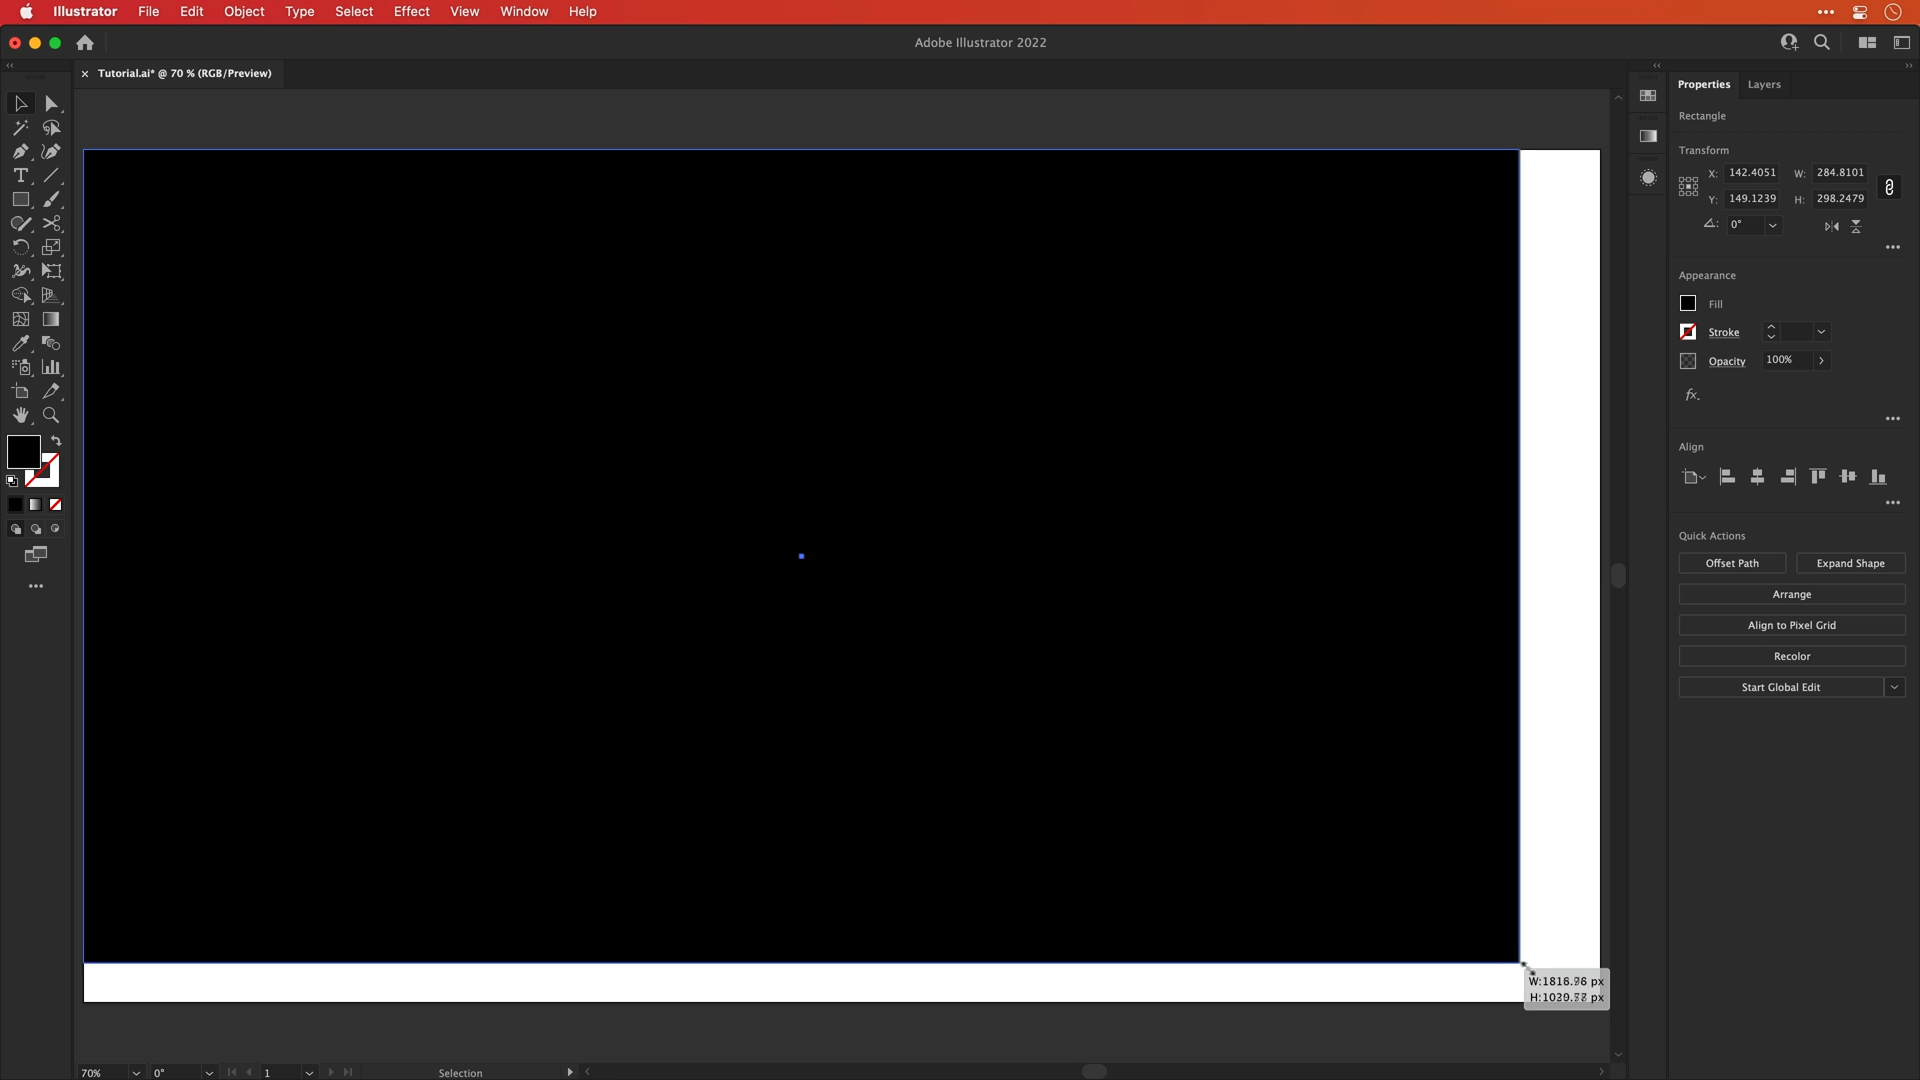 Illustrator File Edit Object Type Select Effect View Window Help
Adobe Illustrator 2022
Tutorial.ai* @ 70 % (RGB/Preview)
Properties Layers
Rectangle
Transform
X: 142.4051 W: 284.8101
Y: 149.1239 H: 298.2479
0°
Appearance
Fill
Stroke
Opacity 100%
fx.
Align
Quick Actions
Offset Path Expand Shape
Arrange
Align to Pixel Grid
Recolor
Start Global Edit
px
px
70% 0° 1 Selection